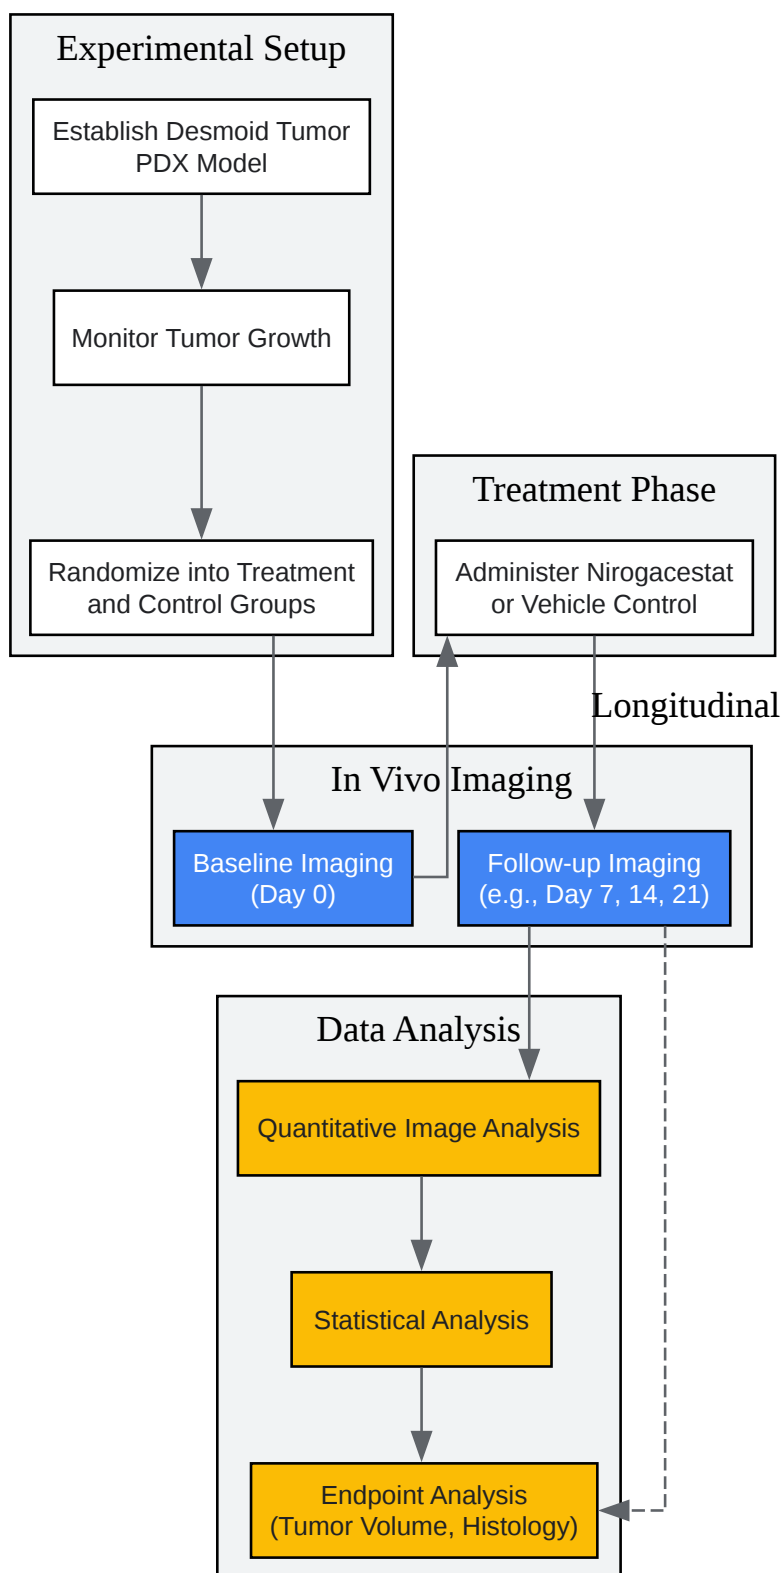 Experimental Setup
Establish Desmoid Tumor
PDX Model
Monitor Tumor Growth
Randomize into Treatment
and Control Groups
Treatment Phase
Administer Nirogacestat
or Vehicle Control
Longitudinal
In Vivo Imaging
Baseline Imaging
(Day 0)
Follow-up Imaging
(e.g., Day 7, 14, 21)
Data Analysis
Quantitative Image Analysis
Statistical Analysis
Endpoint Analysis
(Tumor Volume, Histology)